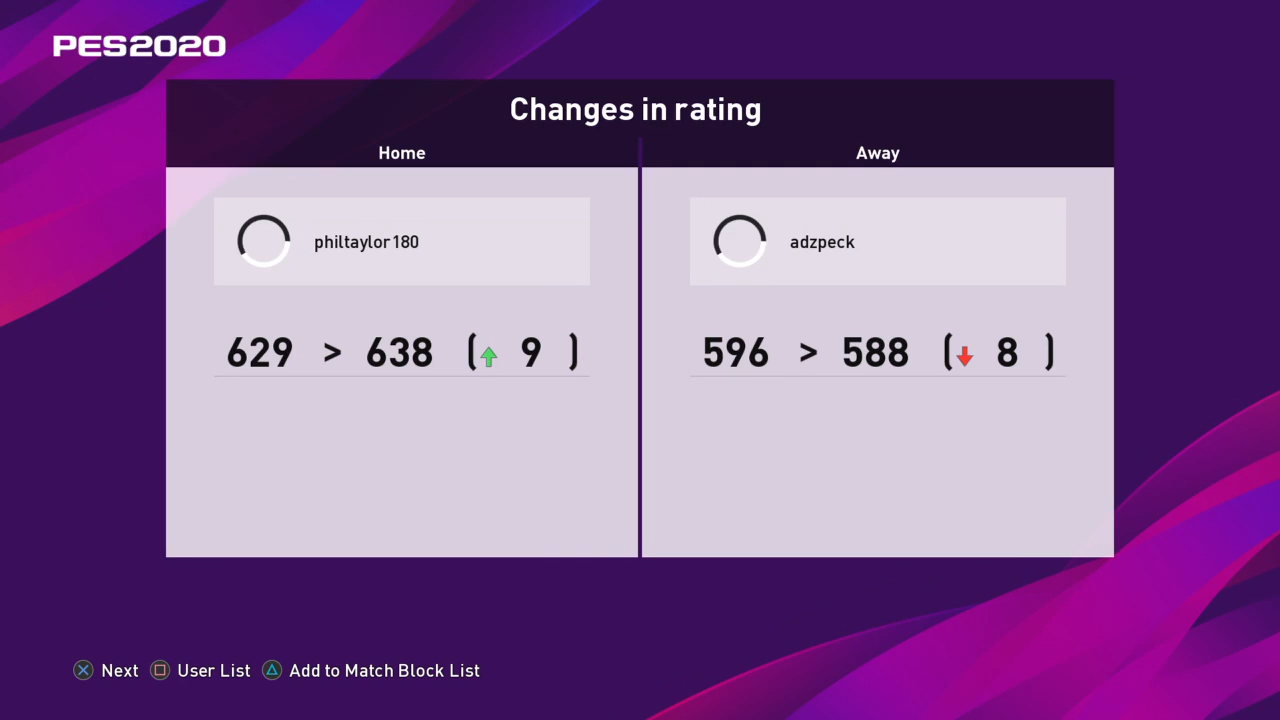 PES2020
Changes in rating
Home
Away
philtaylor180
adzpeck
629 > 638 (↑ 9 )
596 > 588 (↓ 8 )
Next User List Add to Match Block List